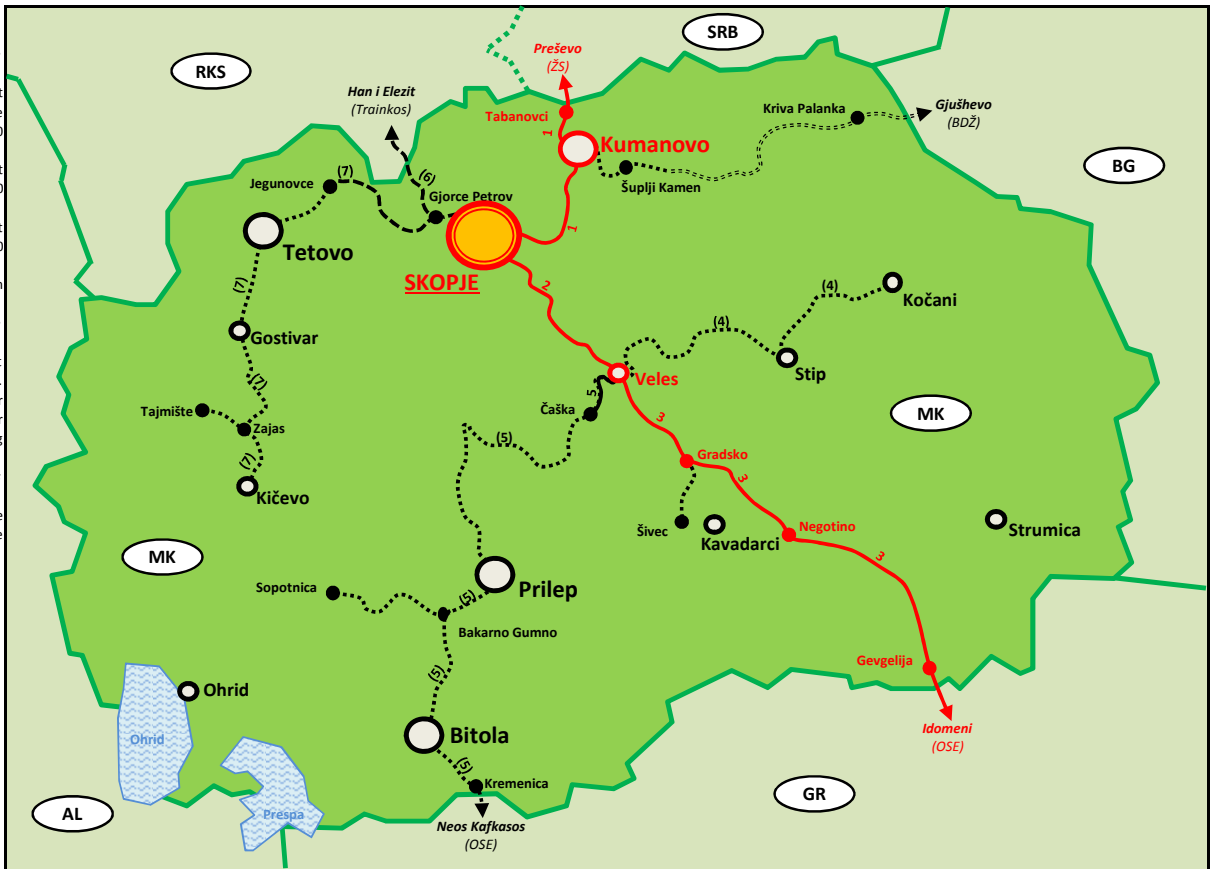 SRB
Preševo
(ŽS)
RKS
Han i Elezit
(Trainkos)
Tabanovci
Kriva Palanka
Gjuševo
(BDŽ)
1
Kumanovo
BG
Šuplji Kamen
(7)
(6)
Jegunovce
Gjorce Petrov
Tetovo
1
SKOPJE
(7)
2
(4)
Kočani
Gostivar
(4)
Stip
(7)
Veles
5
Tajmište
Čaška
3
MK
Zajas
(5)
Gradsko
(7)
3
Kičevo
Šivec
Kavadarci
Negotino
Strumica
MK
3
Sopotnica
Prilep
(5)
Bakarno Gumno
Gevgelija
(5)
Ohrid
Bitola
Ohrid
Idomeni
(OSE)
(5)
Kremenica
GR
AL
Prespa
Neos Kafkasos
(OSE)